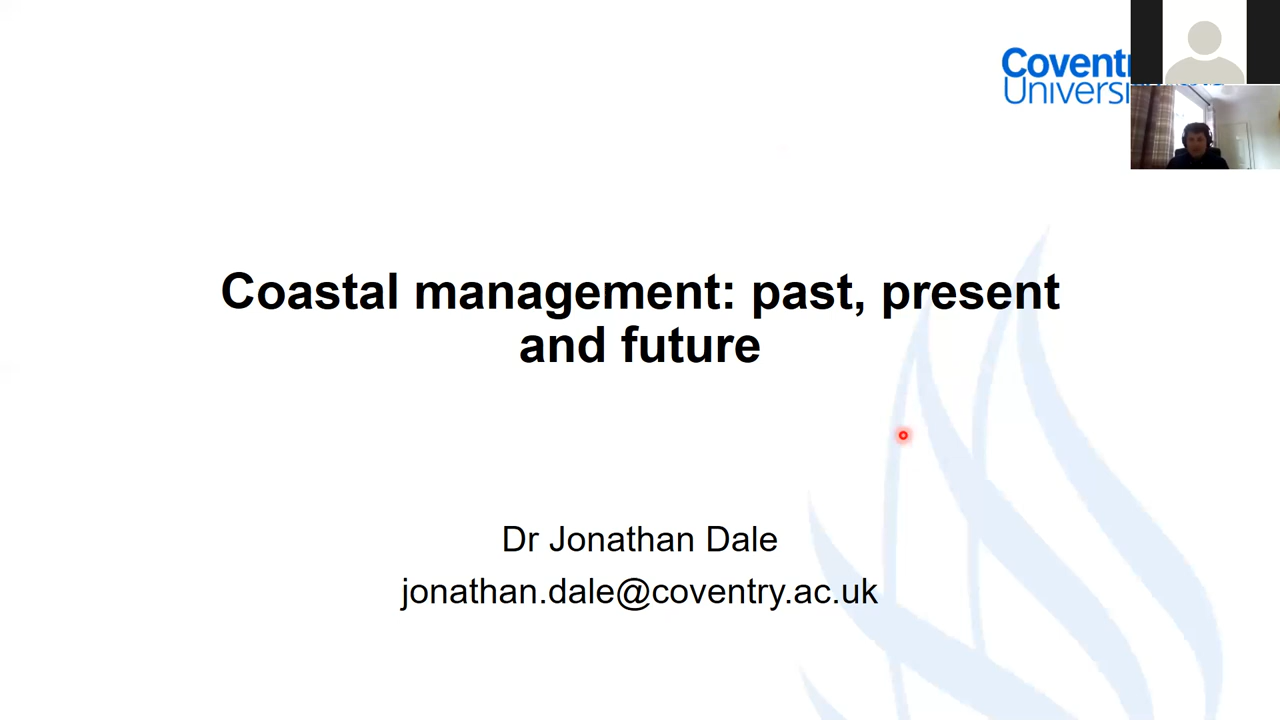 Coventr
Universi
Coastal management: past, present
and future
Dr Jonathan Dale
jonathan.dale@coventry.ac.uk